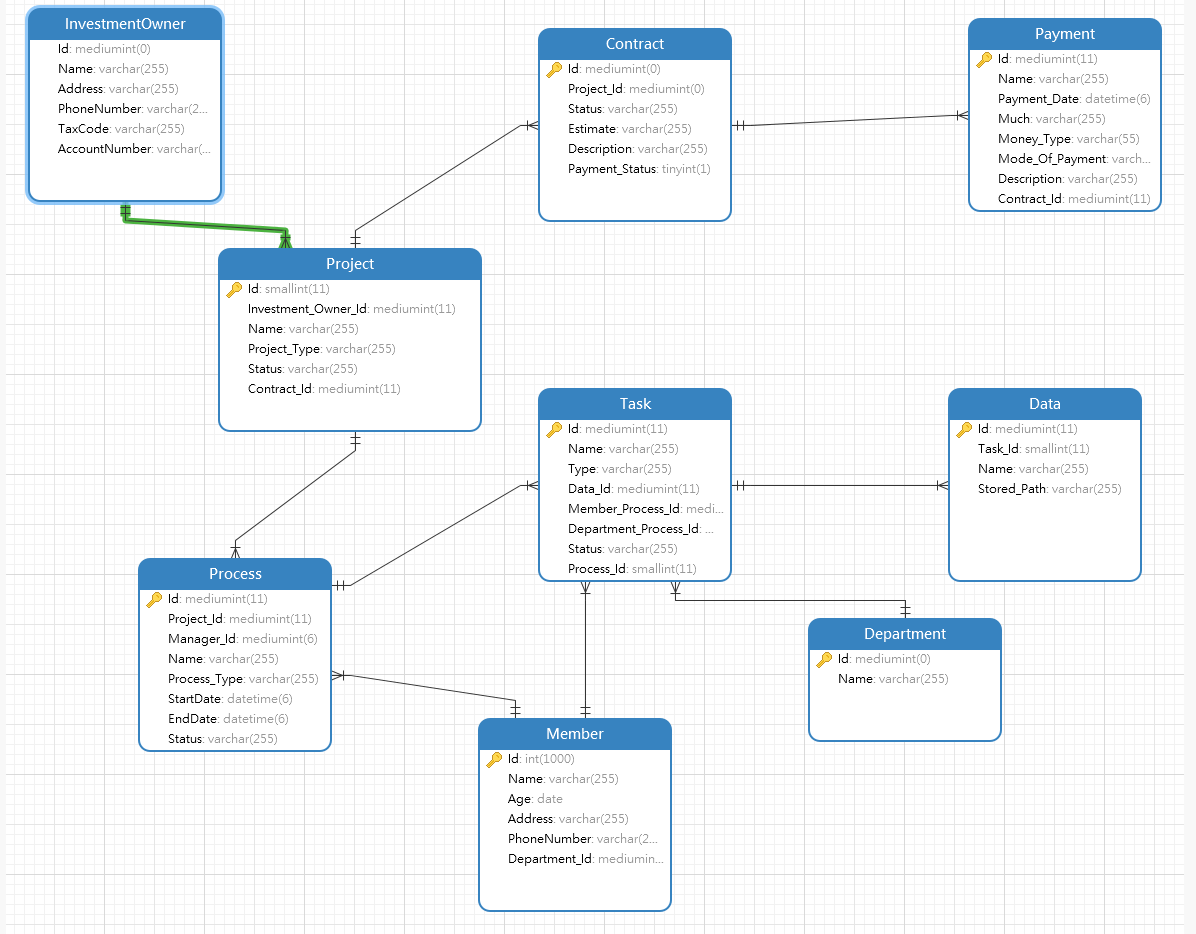 InvestmentOwner
Id: mediumint(0)
Name: varchar(255)
Address: varchar(255)
PhoneNumber: varchar(2...
TaxCode: varchar(255)
AccountNumber: varchar(...
Contract
Id: mediumint(0)
Project_Id: mediumint(0)
Status: varchar(255)
Estimate: varchar(255)
Description: varchar(255)
Payment_Status: tinyint(1)
Payment
Id: mediumint(11)
Name: varchar(255)
Payment_Date: datetime(6)
Much: varchar(255)
Money_Type: varchar(55)
Mode_Of_Payment: varch...
Description: varchar(255)
Contract_Id: mediumint(11)
Project
Id: smallint(11)
Investment_Owner_Id: mediumint(11)
Name: varchar(255)
Project_Type: varchar(255)
Status: varchar(255)
Contract_Id: mediumint(11)
Task
Id: mediumint(11)
Name: varchar(255)
Type: varchar(255)
Data_Id: mediumint(11)
Member_Process_Id: medi...
Department_Process_Id: ...
Status: varchar(255)
Process_Id: smallint(11)
Data
Id: mediumint(11)
Task_Id: smallint(11)
Name: varchar(255)
Stored_Path: varchar(255)
Process
Id: mediumint(11)
Project_Id: mediumint(11)
Manager_Id: mediumint(6)
Name: varchar(255)
Process_Type: varchar(255)
StartDate: datetime(6)
EndDate: datetime(6)
Status: varchar(255)
Department
Id: mediumint(0)
Name: varchar(255)
Member
Id: int(1000)
Name: varchar(255)
Age: date
Address: varchar(255)
PhoneNumber: varchar(2...
Department_Id: mediumin...